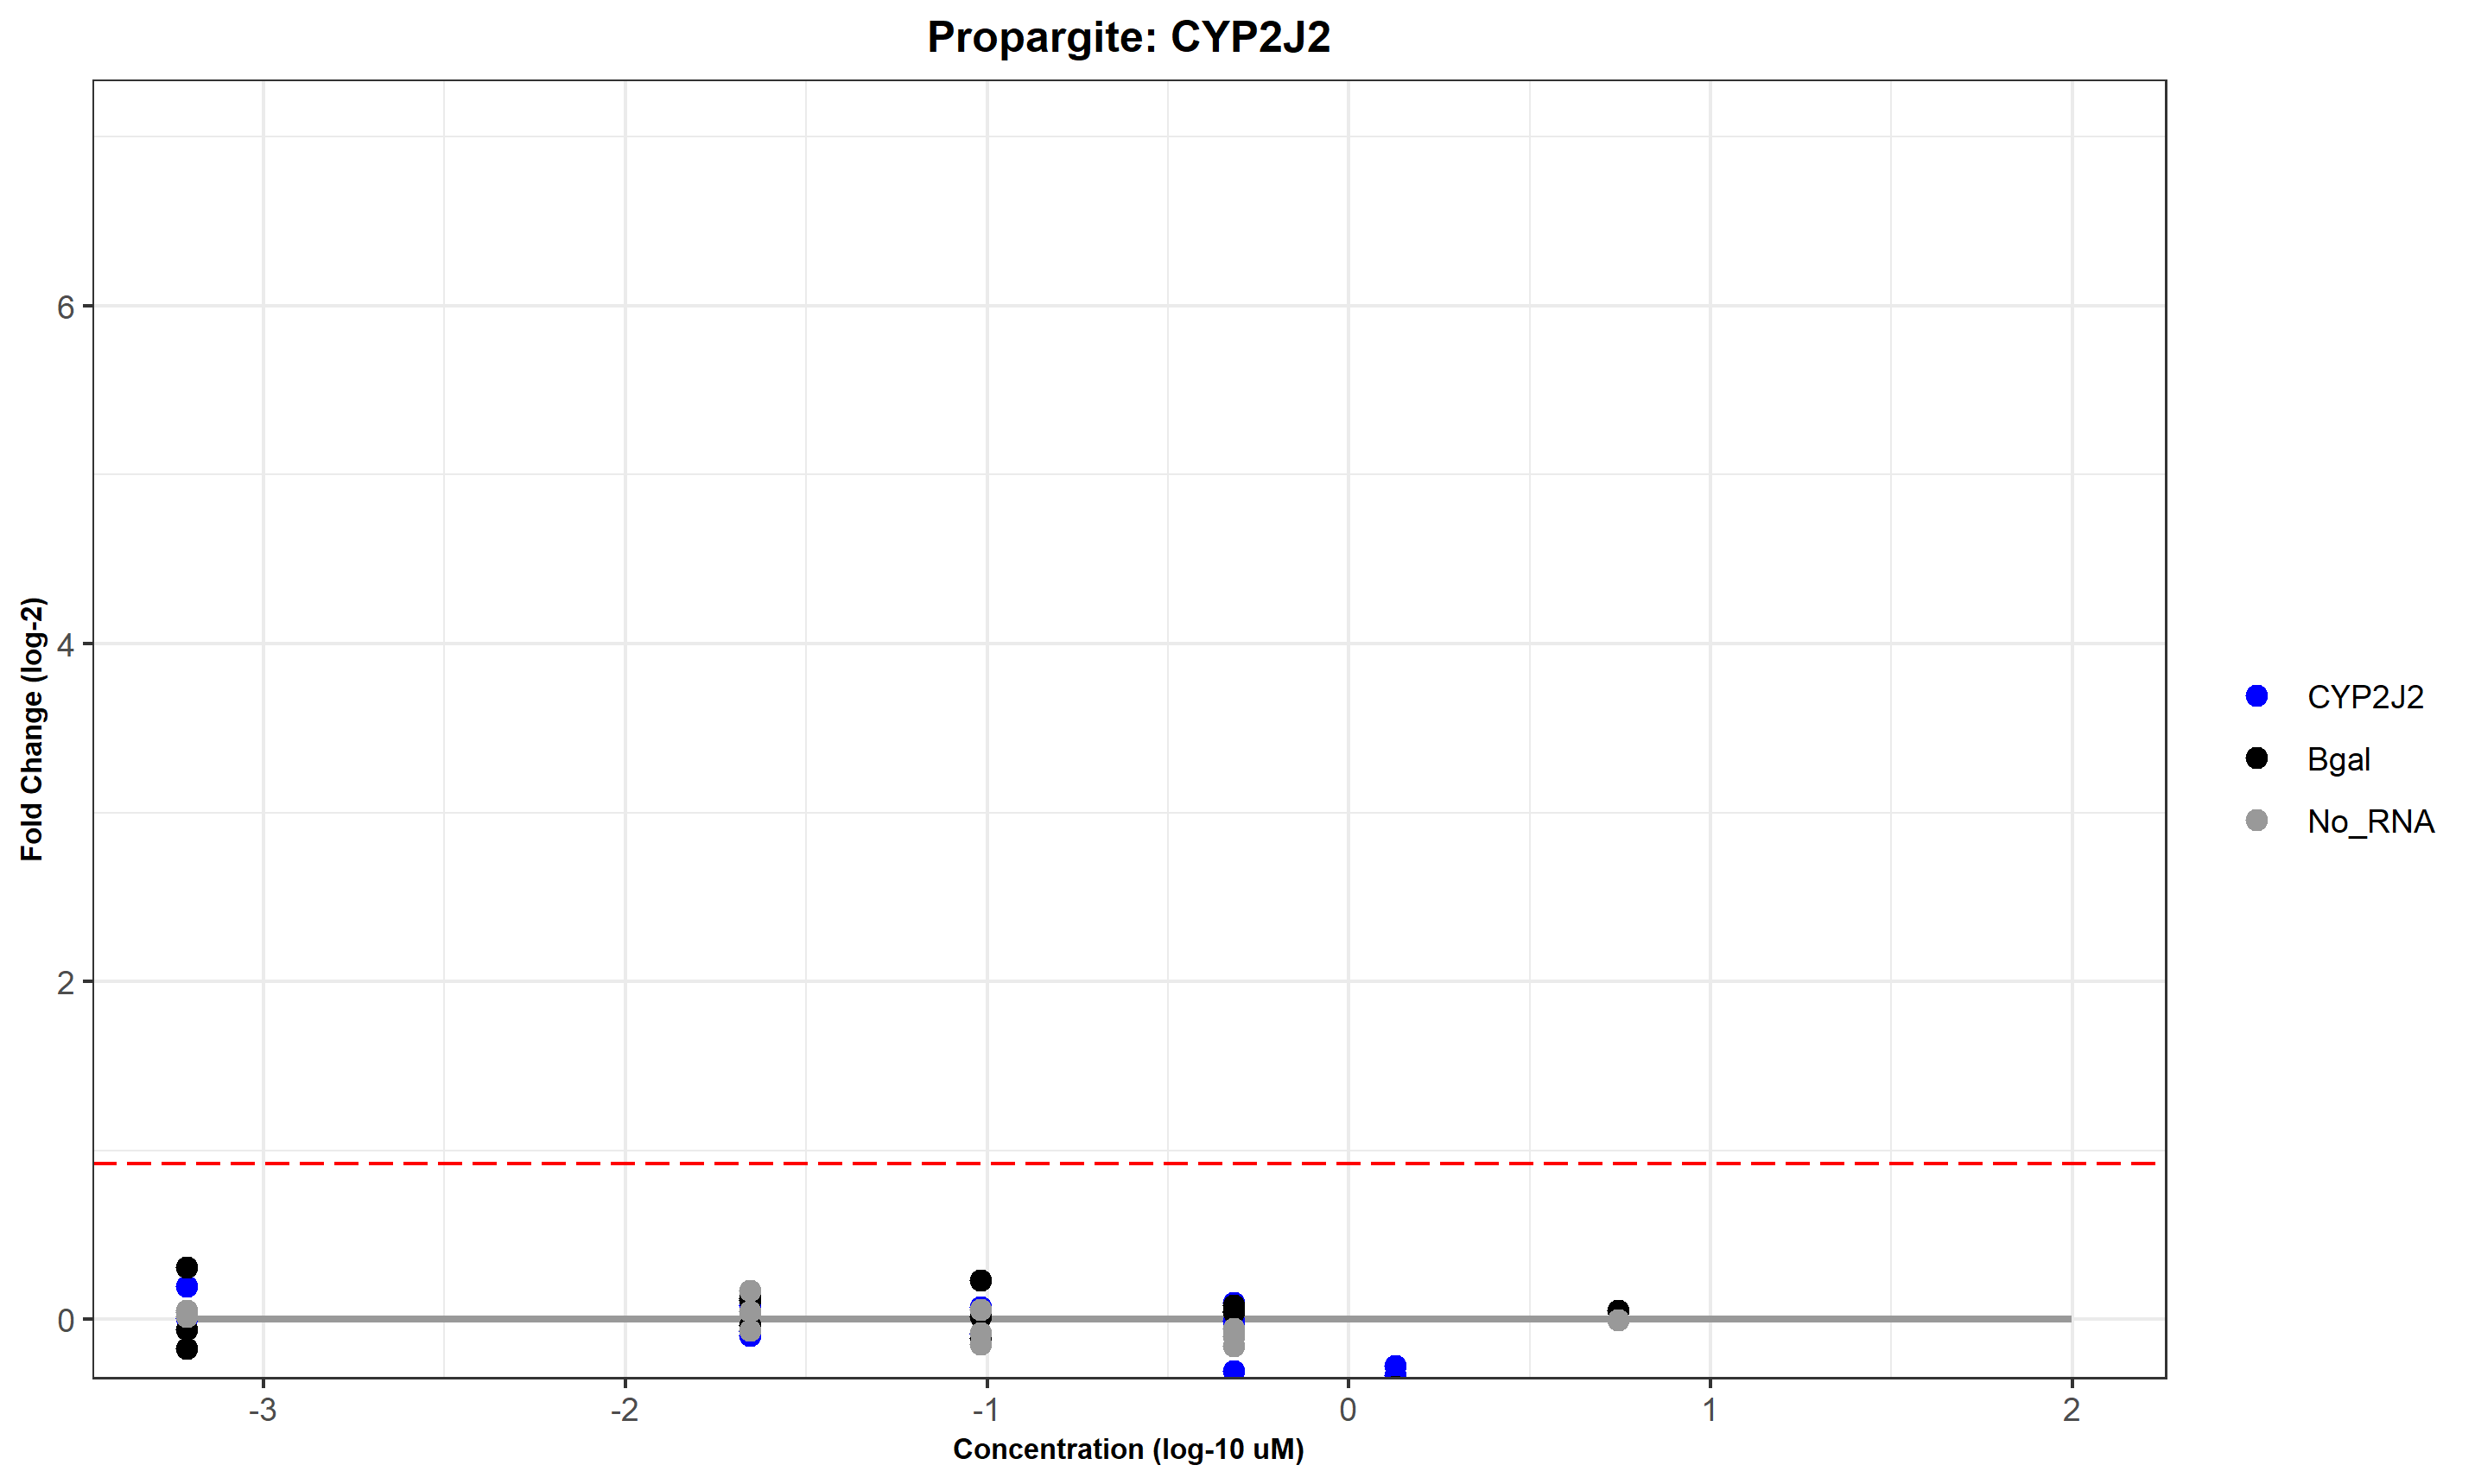 Propargite: CYP2J2
Fold Change (log-2)
6
4
2
0
-3
-2
-1
0
1
2
Concentration (log-10 uM)
CYP2J2
Bgal
No_RNA